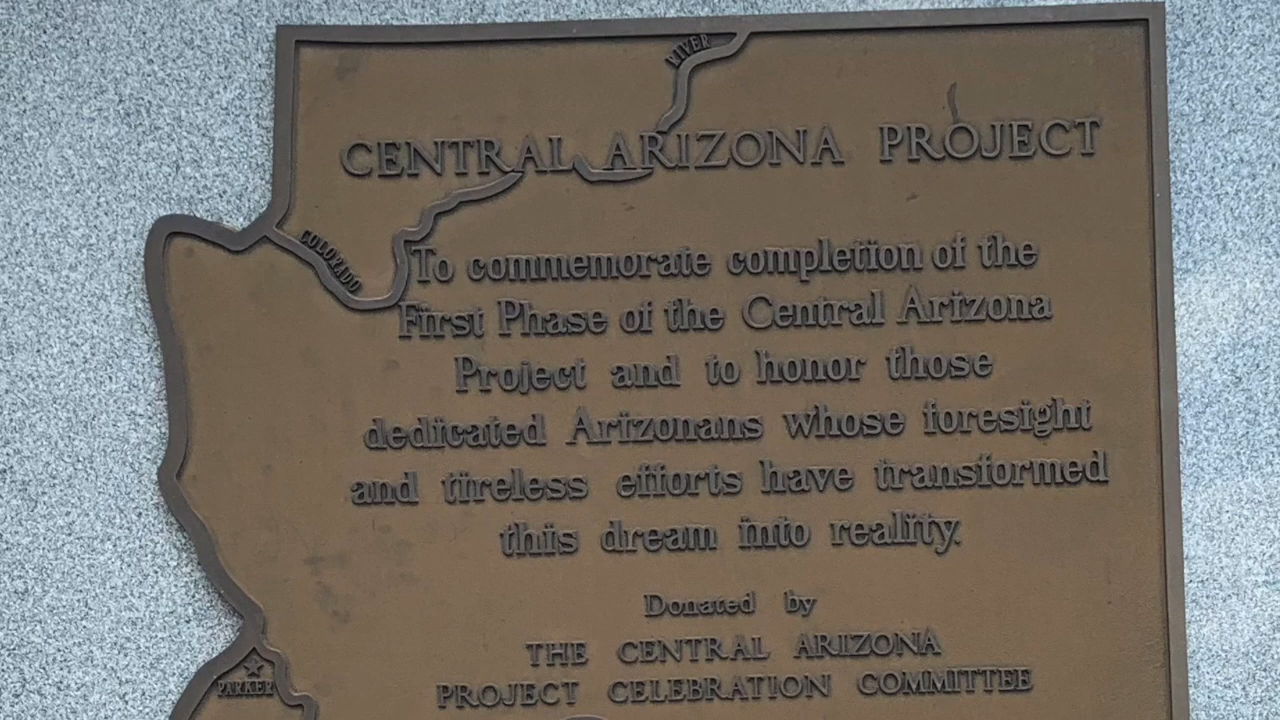 RIVER
CENTRAL ARIZONA PROJECT
COLORADO
To commemorate completion of the
First Phase of the Central Arizona
Project and to honor those
dedicated Arizonans whose foresight
and tireless efforts have transformed
this dream into reality.
Donated by
THE CENTRAL ARIZONA
PROJECT CELEBRATION COMMITTEE
PARKER